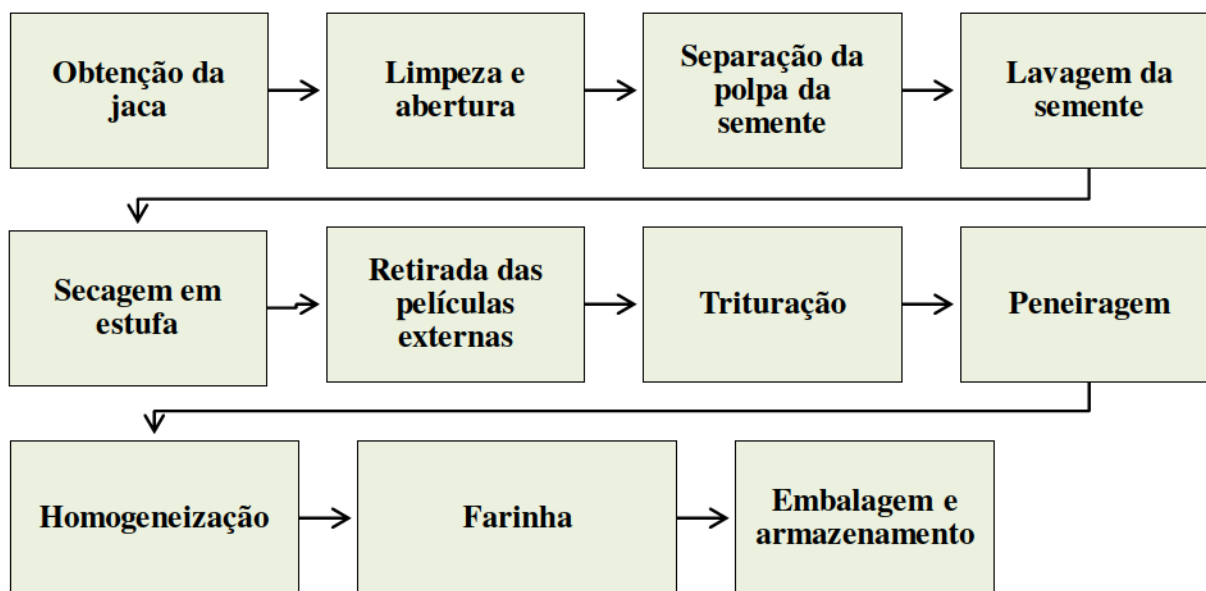 Obtenção da
jaca
Limpeza e
abertura
Separação da
polpa da
semente
Lavagem da
semente
Secagem em
estufa
Retirada das
películas
externas
Trituração
Peneiragem
Homogeneização
Farinha
Embalagem e
armazenamento